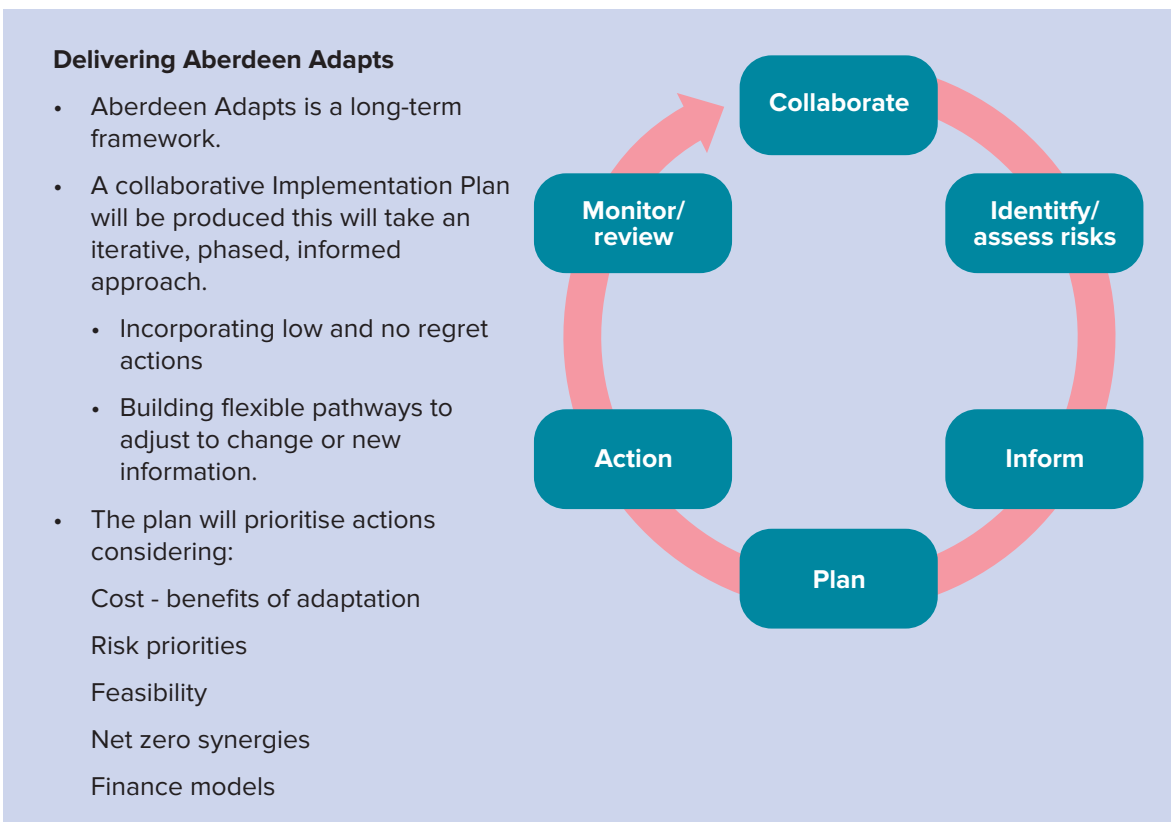 Delivering Aberdeen Adapts
• Aberdeen Adapts is a long-term
framework.
• A collaborative Implementation Plan
will be produced this will take an
iterative, phased, informed
approach.
• Incorporating low and no regret
actions
• Building flexible pathways to
adjust to change or new
information.
• The plan will prioritise actions
considering:
Cost - benefits of adaptation
Risk priorities
Feasibility
Net zero synergies
Finance models
Collaborate
Identitfy/
assess risks
Inform
Plan
Action
Monitor/
review